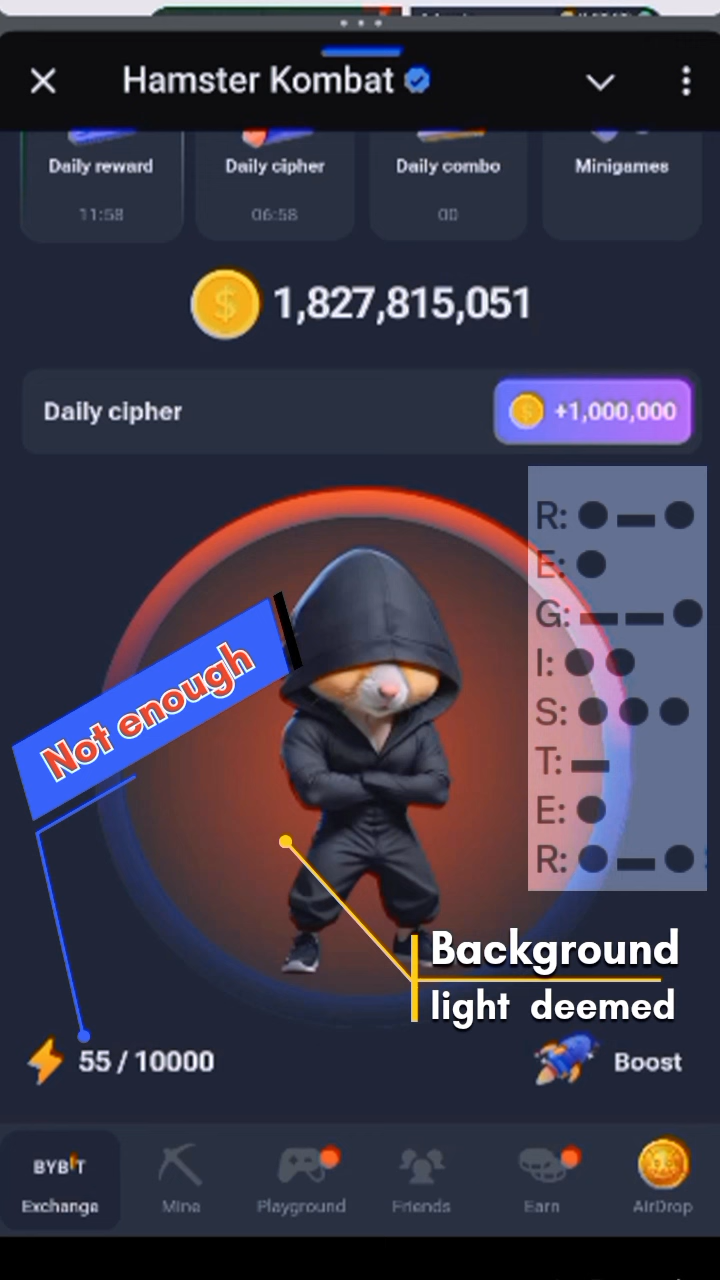 Hamster Kombat
Daily reward
Daily cipher
Daily combo
Minigames
11:58
06:58
00
1,827,815,051
Daily cipher
+1,000,000
R: ● ▬ ●
E: ●
G: ▬ ▬ ●
I: ● ●
S: ● ● ●
T: ▬
E: ●
R: ● ▬ ●
Not enough
Background
light deemed
55 / 10000
Boost
BYBIT
Exchange
Mine
Playground
Friends
Earn
AirDrop